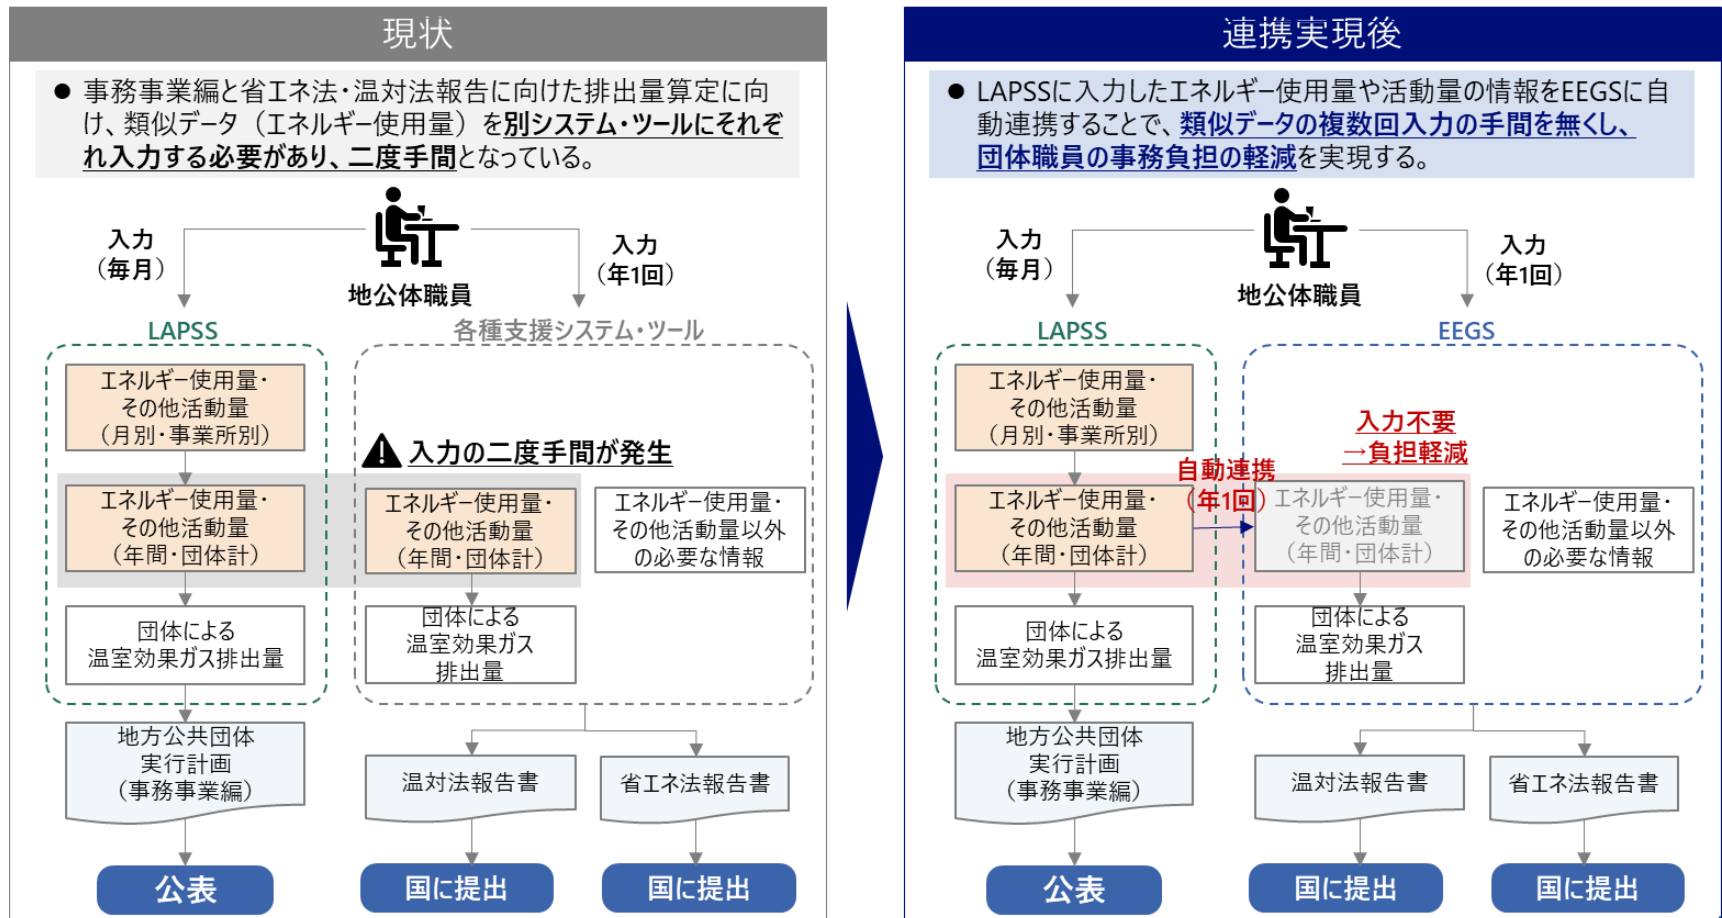 現状
● 事務事業編と省エネ法・温対法報告に向けた排出量算定に向
け、類似データ（エネルギー使用量）を別システム・ツールにそれぞ
れ入力する必要があり、二度手間となっている。
入力
（毎月）
入力
（年1回）
地公体職員
LAPSS
各種支援システム・ツール
エネルギー使用量・
その他活動量
（月別・事業所別）
入力の二度手間が発生
エネルギー使用量・
その他活動量
（年間・団体計）
エネルギー使用量・
その他活動量
（年間・団体計）
エネルギー使用量・
その他活動量以外
の必要な情報
団体による
温室効果ガス排出量
団体による
温室効果ガス
排出量
地方公共団体
実行計画
（事務事業編）
温対法報告書
省エネ法報告書
公表
国に提出
国に提出
連携実現後
● LAPSSに入力したエネルギー使用量や活動量の情報をEEGSに自
動連携することで、類似データの複数回入力の手間を無くし、
団体職員の事務負担の軽減を実現する。
入力
（毎月）
入力
（年1回）
地公体職員
LAPSS
EEGS
エネルギー使用量・
その他活動量
（月別・事業所別）
入力不要
→負担軽減
自動連携
（年1回）
エネルギー使用量・
その他活動量
（年間・団体計）
エネルギー使用量・
その他活動量
（年間・団体計）
エネルギー使用量・
その他活動量以外
の必要な情報
団体による
温室効果ガス排出量
団体による
温室効果ガス
排出量
地方公共団体
実行計画
（事務事業編）
温対法報告書
省エネ法報告書
公表
国に提出
国に提出